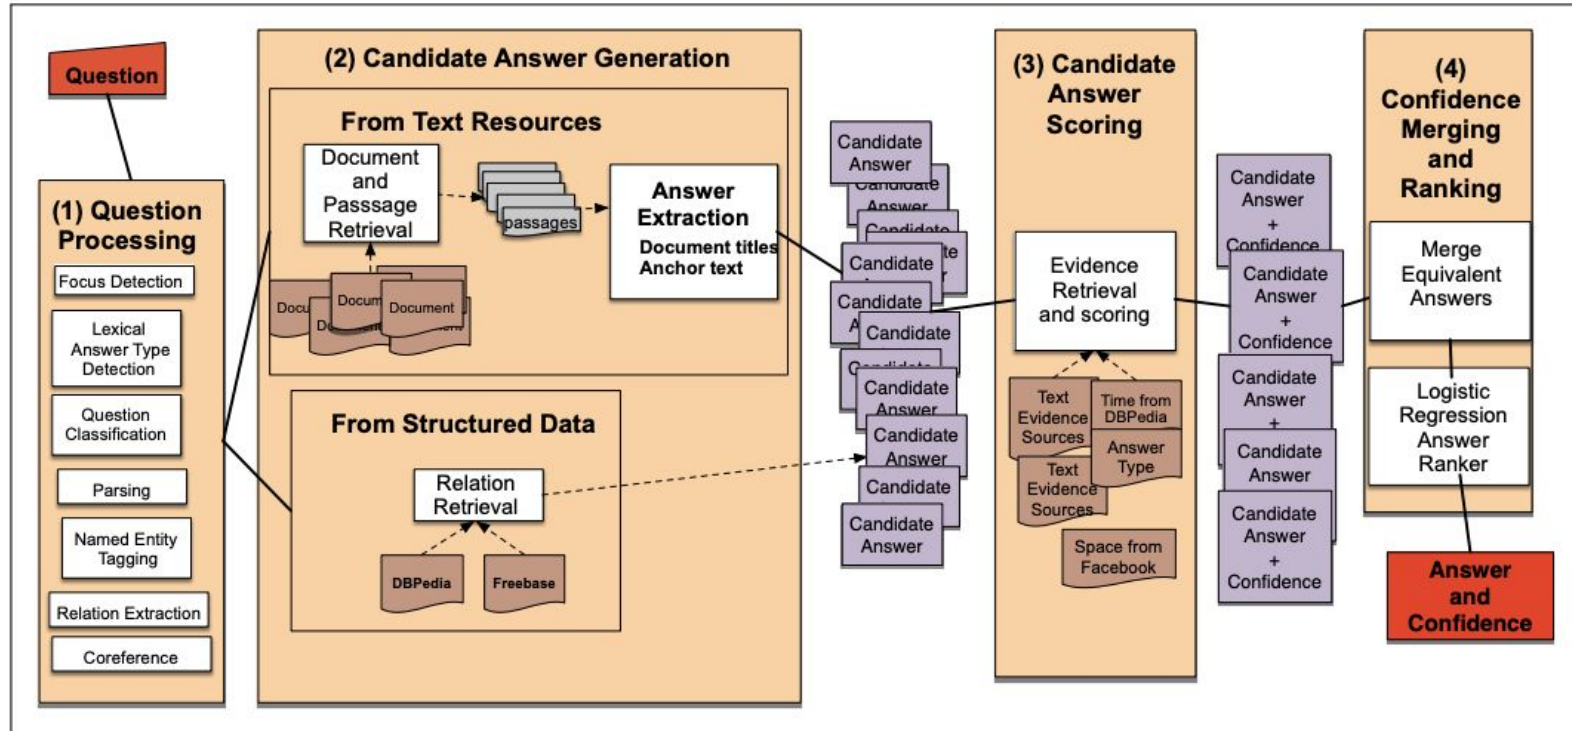 Question
(1) Question
Processing
Focus Detection
Lexical
Answer Type
Detection
Question
Classification
Parsing
Named Entity
Tagging
Relation Extraction
Coreference
(2) Candidate Answer Generation
From Text Resources
Document
and
Passsage
Retrieval
passages
Answer
Extraction
Document titles
Anchor text
Document
From Structured Data
Relation
Retrieval
DBPedia
Freebase
Candidate
Answer
Candidate
Answer
Candidate
Candidate
Candidate
Candidate
Candidate
Candidate
Answer
Candidate
Answer
Candidate
Candidate
Answer
(3) Candidate
Answer
Scoring
Evidence
Retrieval
and scoring
Text
Evidence
Sources
Time from
DBPedia
Answer
Type
Text
Evidence
Sources
Space from
Facebook
Candidate
Answer
+
Confidence
Candidate
Answer
+
Confidence
Candidate
Answer
+
Candidate
Answer
Candidate
Answer
+
Confidence
(4)
Confidence
Merging
and
Ranking
Merge
Equivalent
Answers
Logistic
Regression
Answer
Ranker
Answer
and
Confidence